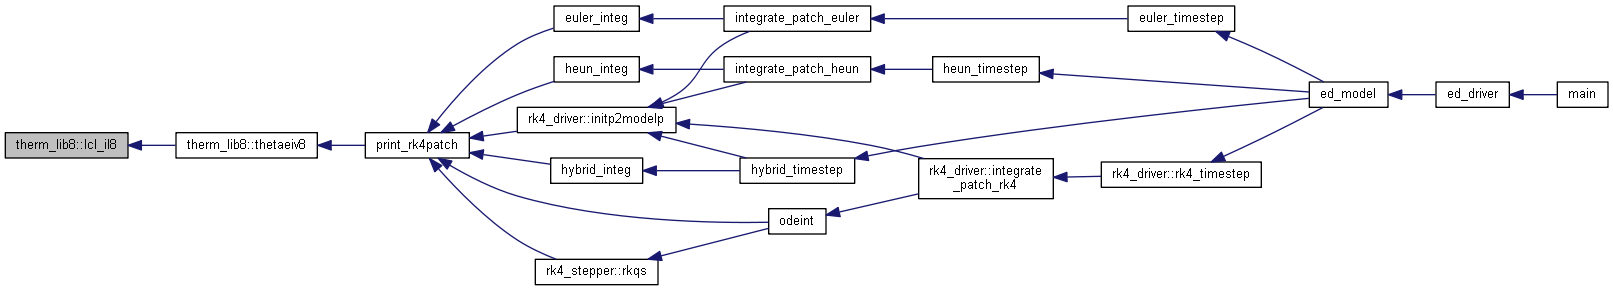 euler_integ
integrate_patch_euler
euler_timestep
heun_integ
integrate_patch_heun
heun_timestep
ed_model
ed_driver
main
rk4_driver::initp2modelp
therm_lib8::lcl_il8
therm_lib8::thetaeiv8
print_rk4patch
hybrid_integ
hybrid_timestep
rk4_driver::integrate
_patch_rk4
rk4_driver::rk4_timestep
odeint
rk4_stepper::rkqs